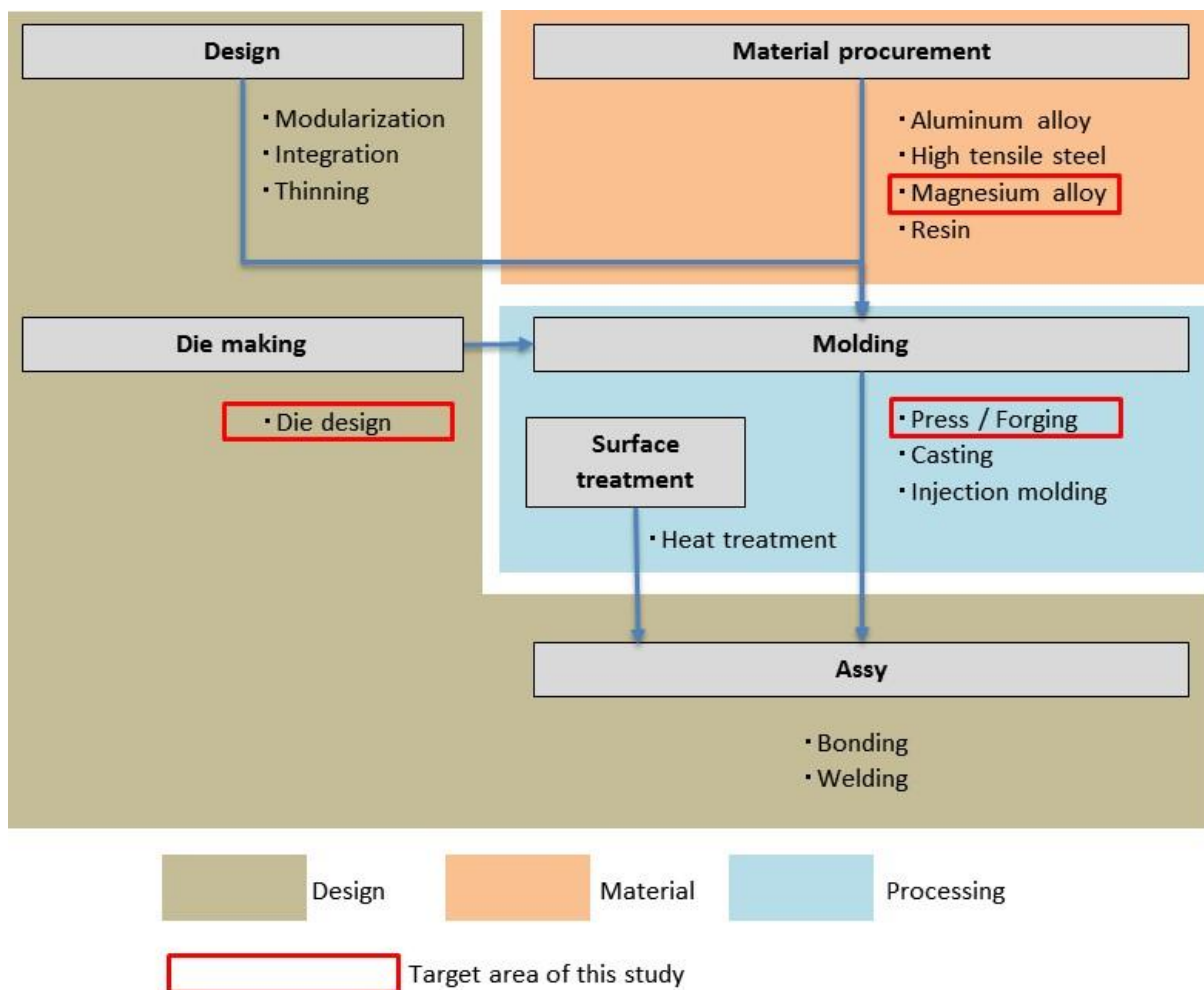 Design
・Modularization
・Integration
・Thinning
Material procurement
・Aluminum alloy
・High tensile steel
・Magnesium alloy
・Resin
Die making
・Die design
Molding
・Press / Forging
・Casting
・Injection molding
Surface
treatment
・Heat treatment
Assy
・Bonding
・Welding
Design
Material
Processing
Target area of this study